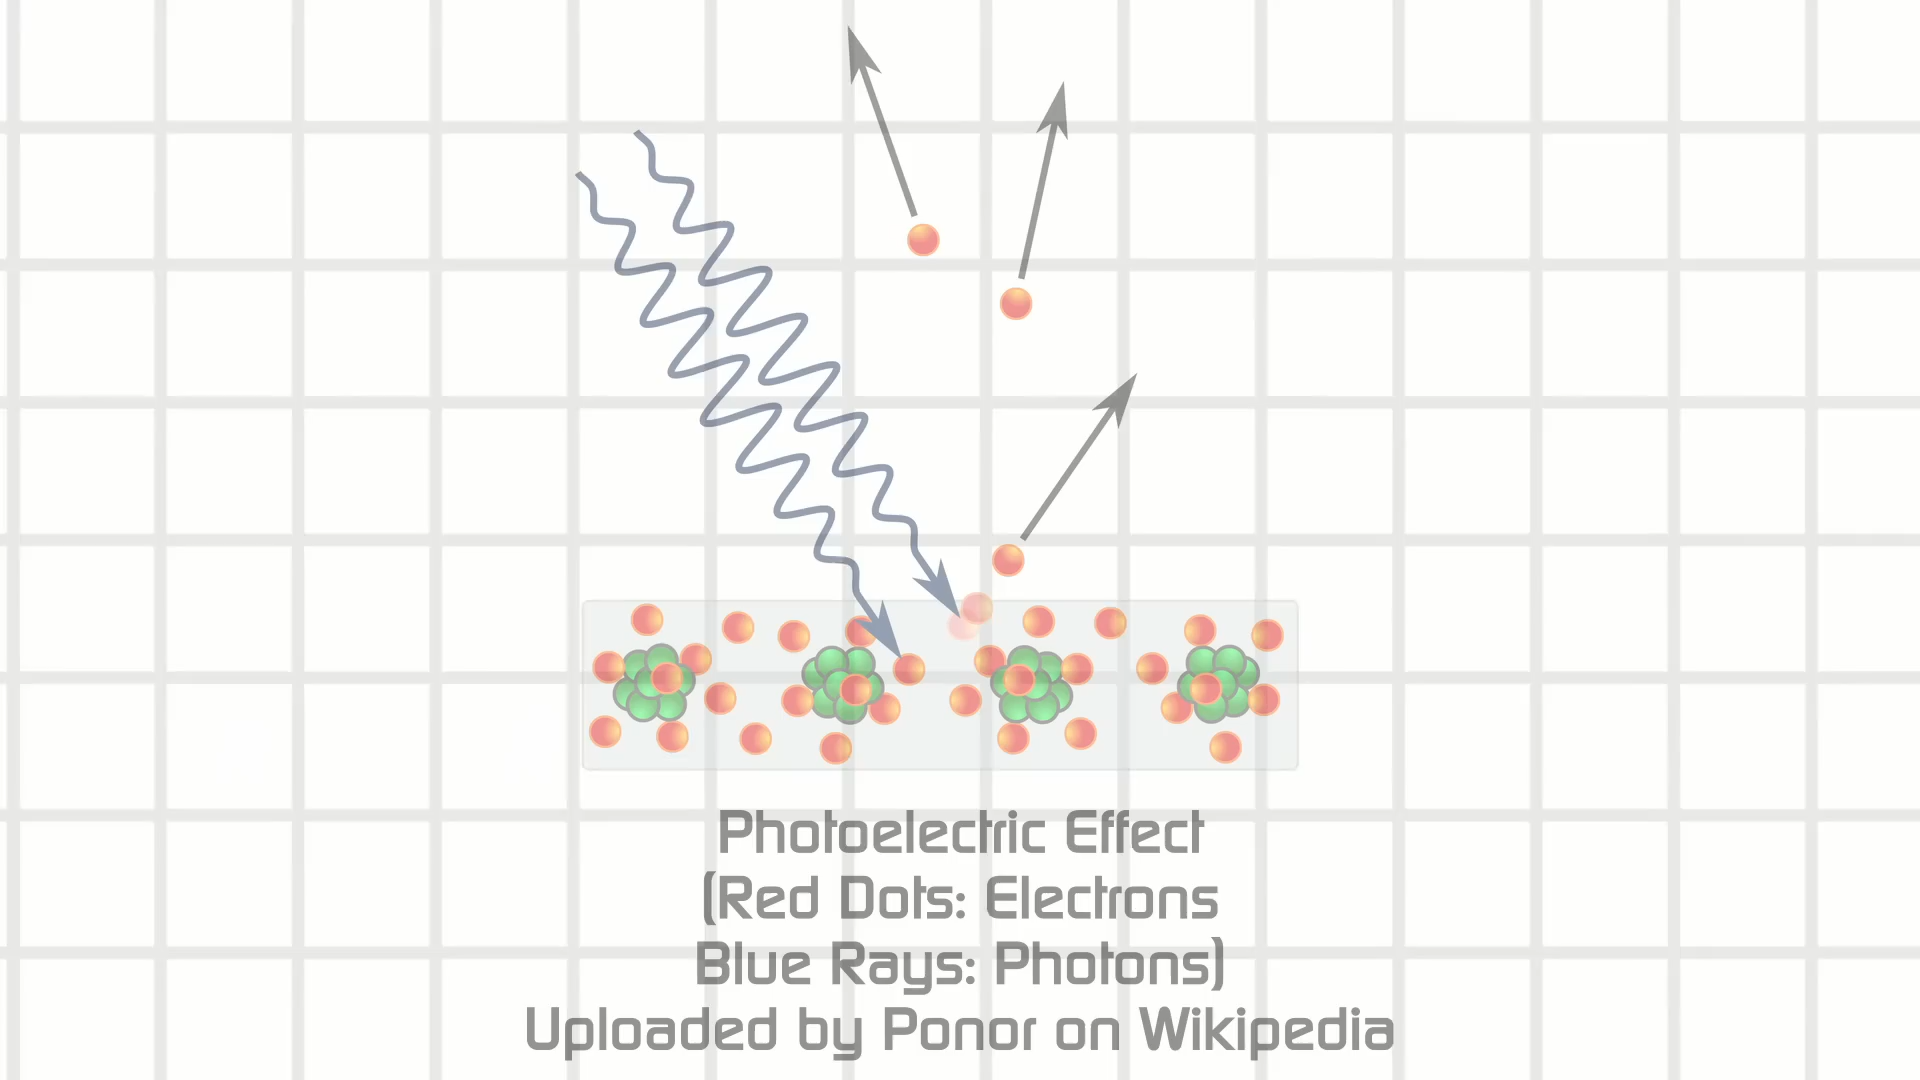 Photoelectric Effect
(Red Dots: Electrons
Blue Rays: Photons)
Uploaded by Ponor on Wikipedia